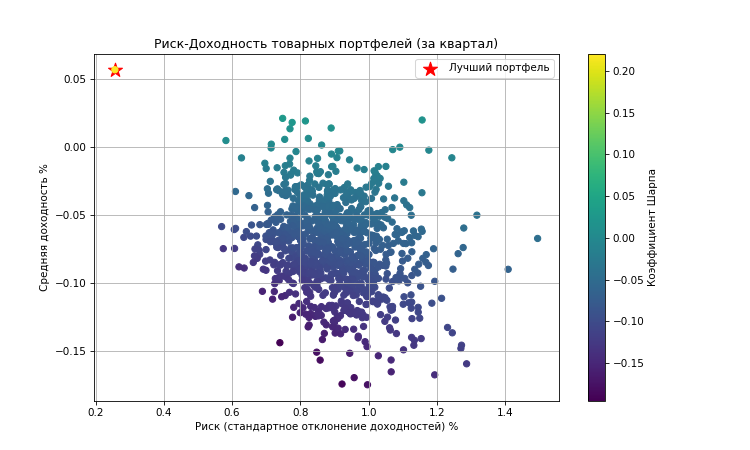 Риск-Доходность товарных портфелей (за квартал)
Лучший портфель
Средняя доходность %
0.05
0.00
−0.05
−0.10
−0.15
0.2 0.4 0.6 0.8 1.0 1.2 1.4
Риск (стандартное отклонение доходностей) %
0.20
0.15
0.10
0.05
0.00
−0.05
−0.10
−0.15
Коэффициент Шарпа